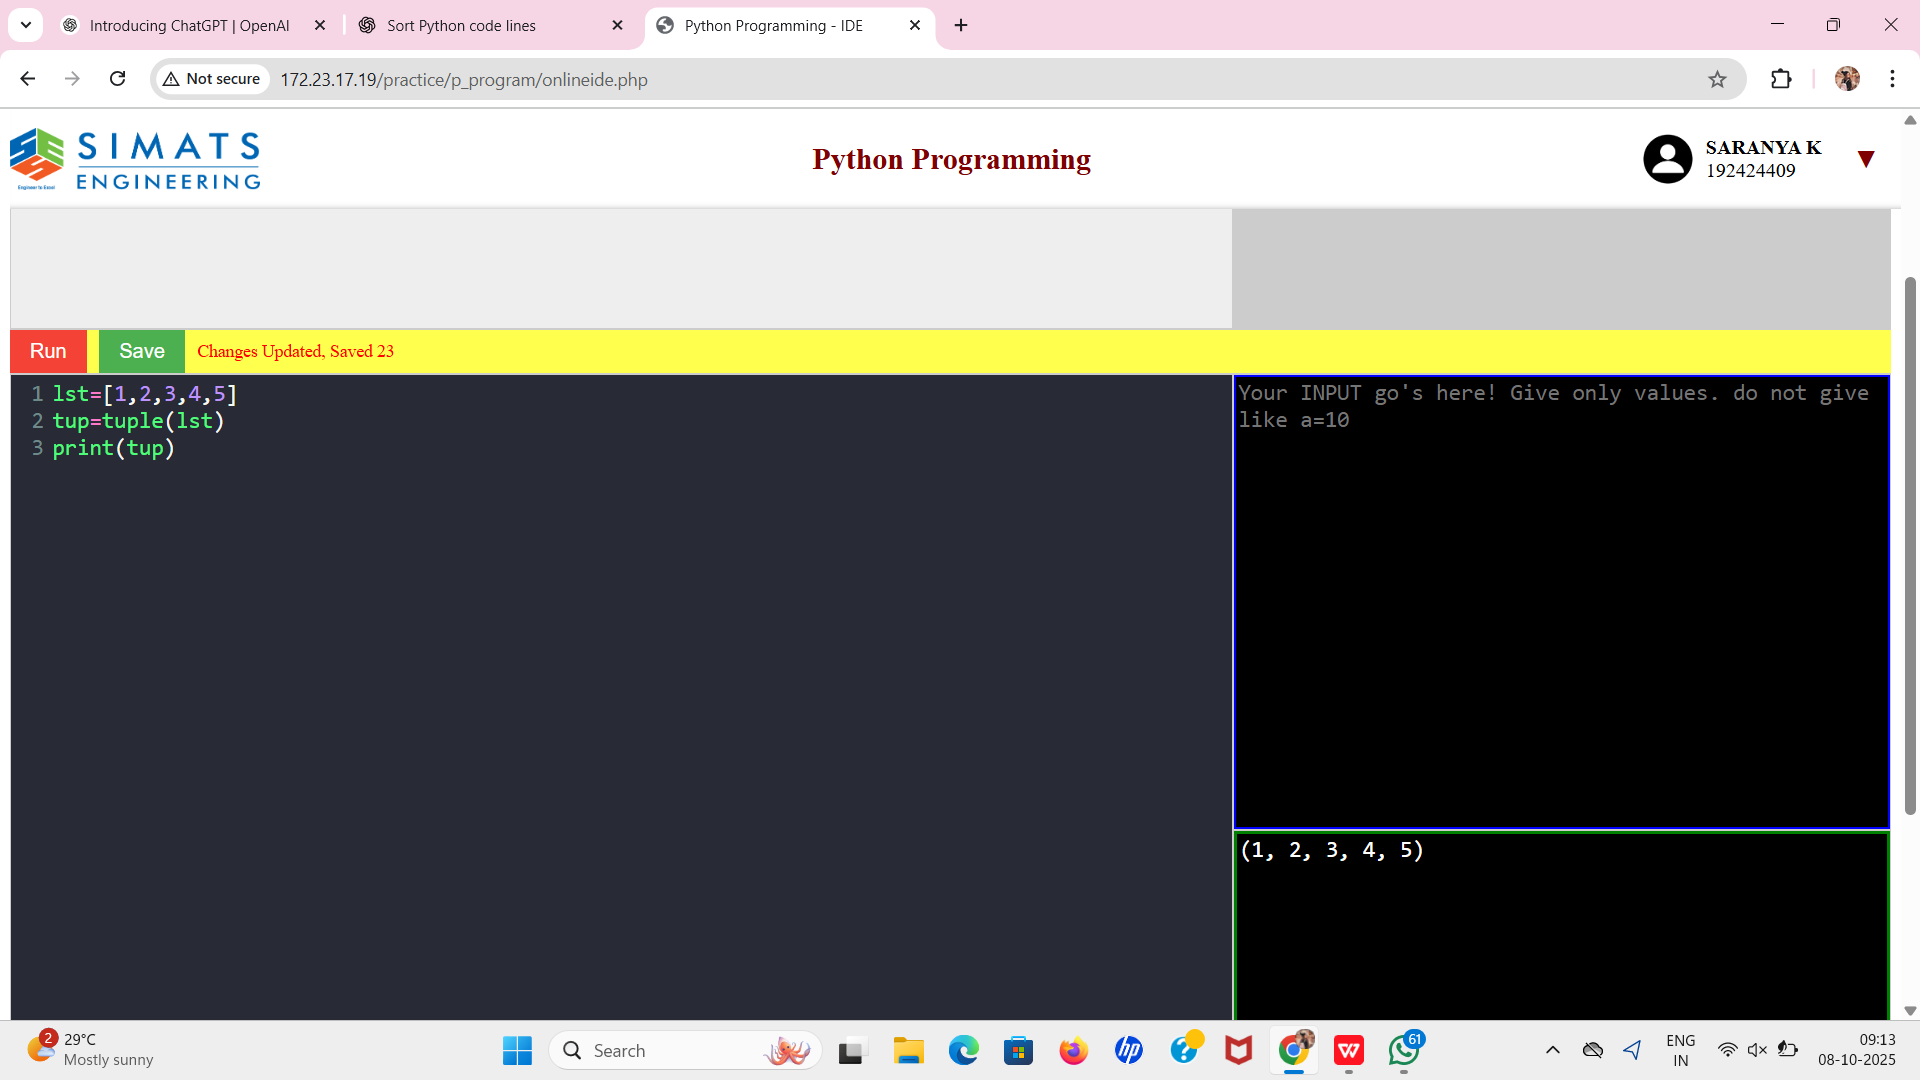 Introducing ChatGPT | OpenAI
Sort Python code lines
Python Programming - IDE
Not secure
172.23.17.19/practice/p_program/onlineide.php
SIMATS
ENGINEERING
Engineer to Excel
Python Programming
SARANYA K
192424409
Run
Save
Changes Updated, Saved 23
1 lst=[1,2,3,4,5]
2 tup=tuple(lst)
3 print(tup)
Your INPUT go's here! Give only values. do not give
like a=10
(1, 2, 3, 4, 5)
2
29°C
Mostly sunny
Search
hp
W
61
ENG
IN
09:13
08-10-2025